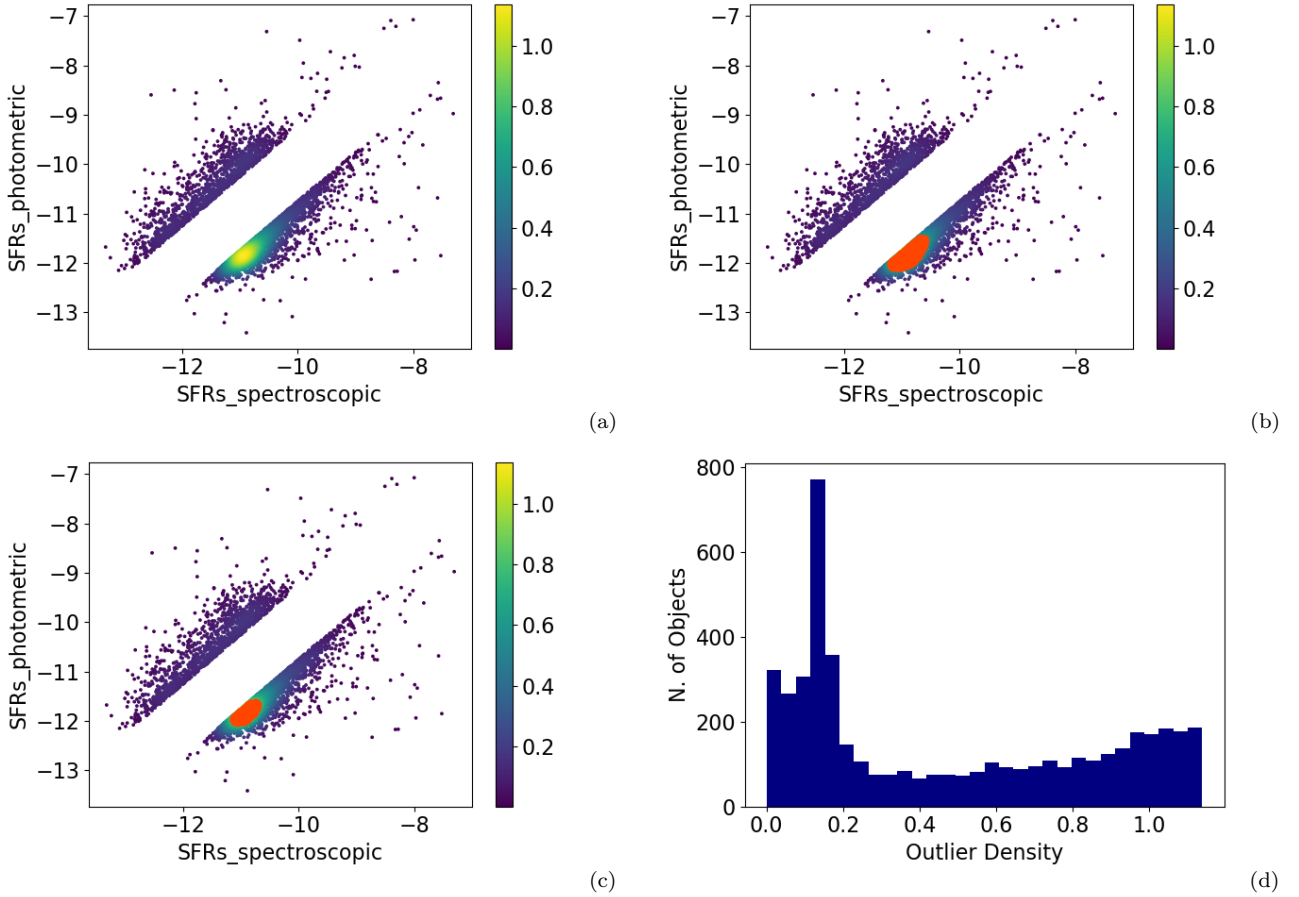 −7
−8
−9
−10
−11
−12
−13
SFRs_photometric
−12 −10 −8
SFRs_spectroscopic
1.0
0.8
0.6
0.4
0.2
(a)
−7
−8
−9
−10
−11
−12
−13
SFRs_photometric
−12 −10 −8
SFRs_spectroscopic
1.0
0.8
0.6
0.4
0.2
(b)
−7
−8
−9
−10
−11
−12
−13
SFRs_photometric
−12 −10 −8
SFRs_spectroscopic
1.0
0.8
0.6
0.4
0.2
(c)
800
600
400
200
0
N. of Objects
0.0 0.2 0.4 0.6 0.8 1.0
Outlier Density
(d)